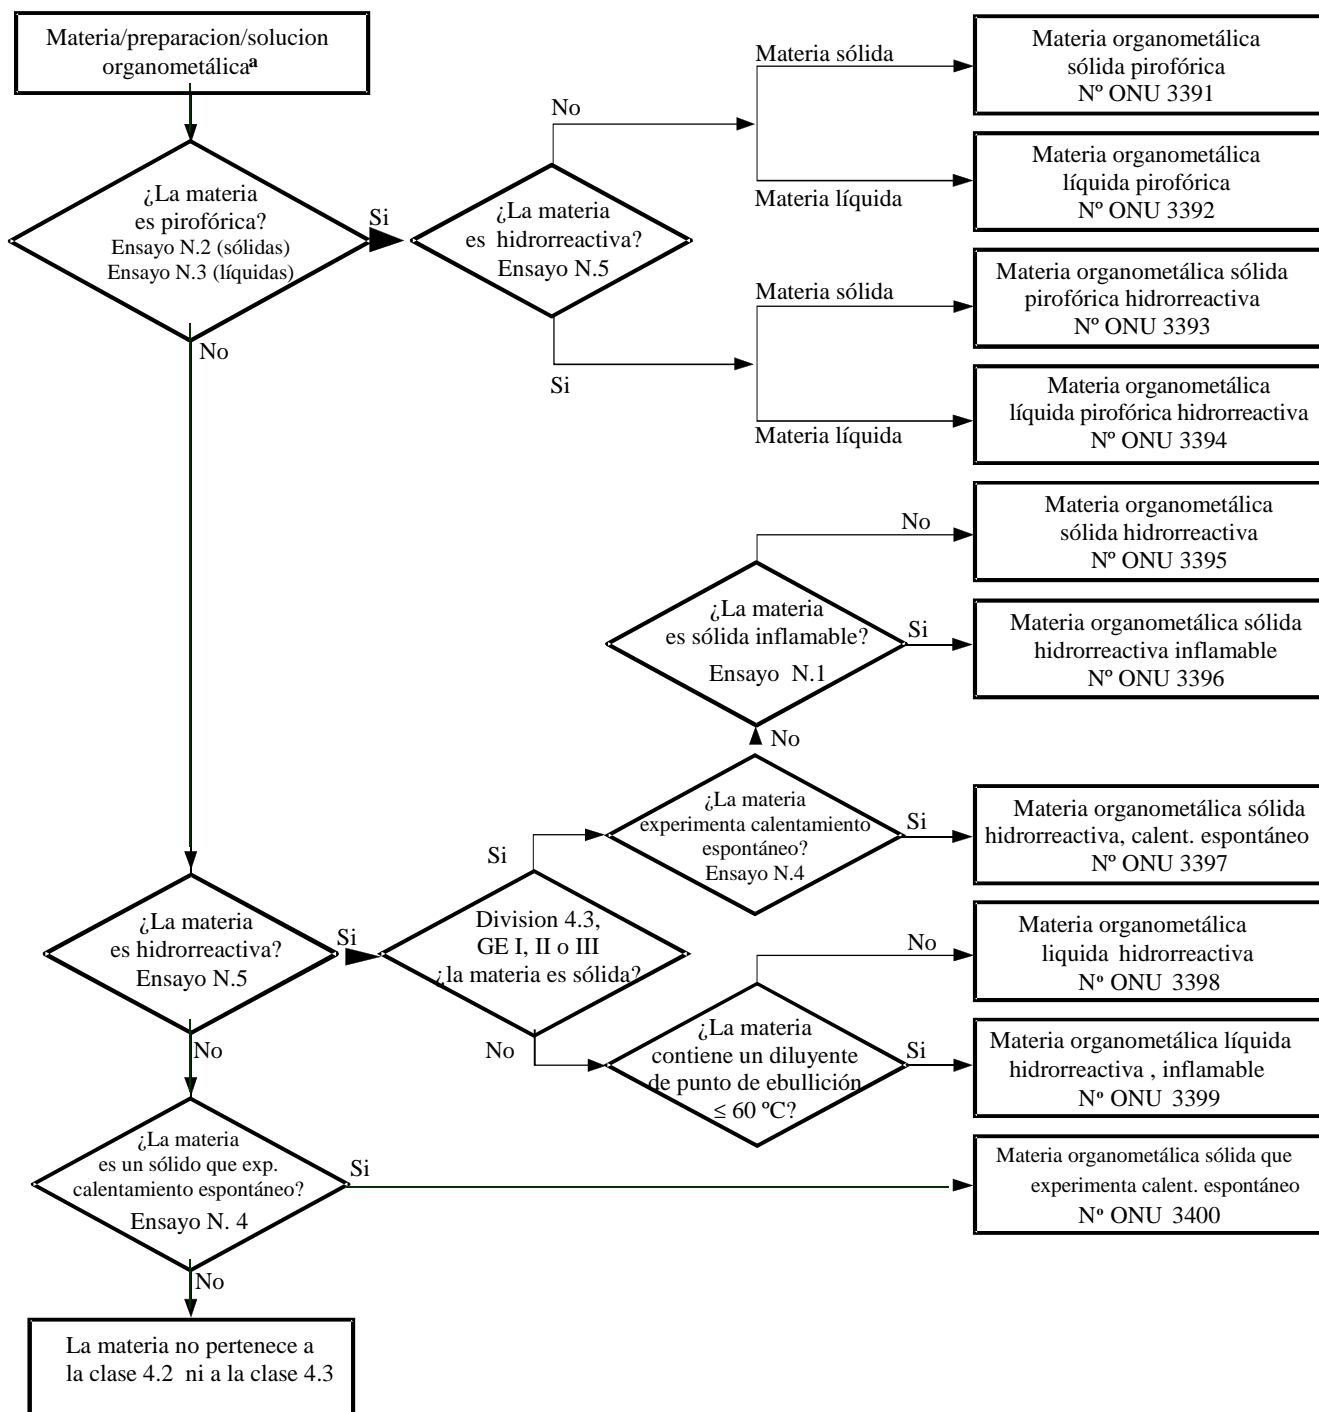 Materia/preparacion/solucion
organometálicaª
¿La materia
es pirofórica?
Ensayo N.2 (sólidas)
Ensayo N.3 (líquidas)
Si
No
¿La materia
es hidrorreactiva?
Ensayo N.5
No
Si
Materia sólida
Materia líquida
Materia organometálica
sólida pirofórica
Nº ONU 3391
Materia organometálica
líquida pirofórica
Nº ONU 3392
Materia sólida
Materia líquida
Materia organometálica sólida
pirofórica hidrorreactiva
Nº ONU 3393
Materia organometálica
líquida pirofórica hidrorreactiva
Nº ONU 3394
Materia organometálica
sólida hidrorreactiva
Nº ONU 3395
No
¿La materia
es sólida inflamable?
Ensayo N.1
Si
Materia organometálica sólida
hidrorreactiva inflamable
Nº ONU 3396
No
¿La materia
experimenta calentamiento
espontáneo?
Ensayo N.4
Si
Materia organometálica sólida
hidrorreactiva, calent. espontáneo
Nº ONU 3397
¿La materia
es hidrorreactiva?
Ensayo N.5
Si
No
Si
Division 4.3,
GE I, II o III
¿la materia es sólida?
No
No
Materia organometálica
liquida hidrorreactiva
Nº ONU 3398
¿La materia
contiene un diluyente
de punto de ebullición
≤ 60 ºC?
Si
Materia organometálica líquida
hidrorreactiva , inflamable
Nº ONU 3399
¿La materia
es un sólido que exp.
calentamiento espontáneo?
Ensayo N. 4
Si
Materia organometálica sólida que
experimenta calent. espontáneo
Nº ONU 3400
No
La materia no pertenece a
la clase 4.2 ni a la clase 4.3